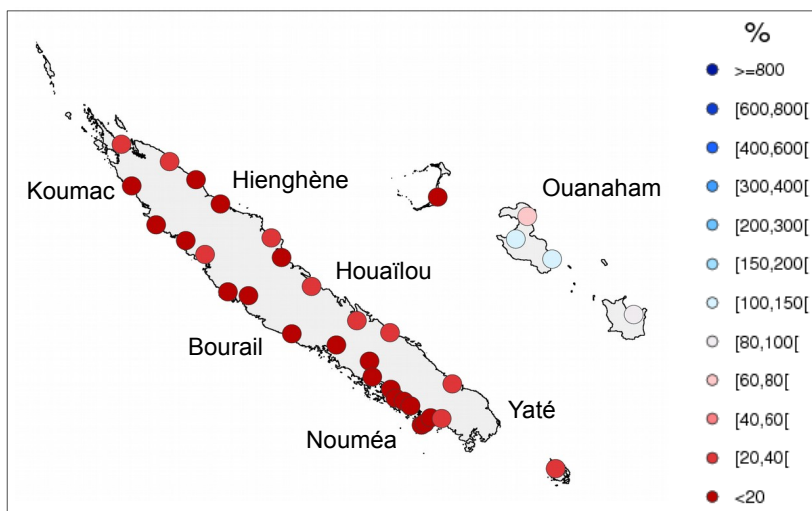 %
>=800
[600,800[
[400,600[
[300,400[
[200,300[
[150,200[
[100,150[
[80,100[
[60,80[
[40,60[
[20,40[
<20
Hienghène
Ouanaham
Koumac
Houaïlou
Bourail
Yaté
Nouméa